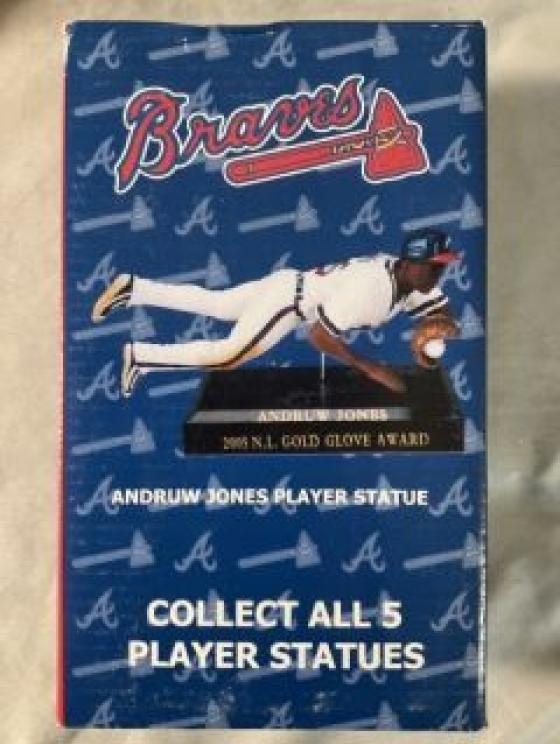 Braves
ANDRUW JONES
2005 N.L. GOLD GLOVE AWARD
ANDRUW JONES PLAYER STATUE
COLLECT ALL 5
PLAYER STATUES